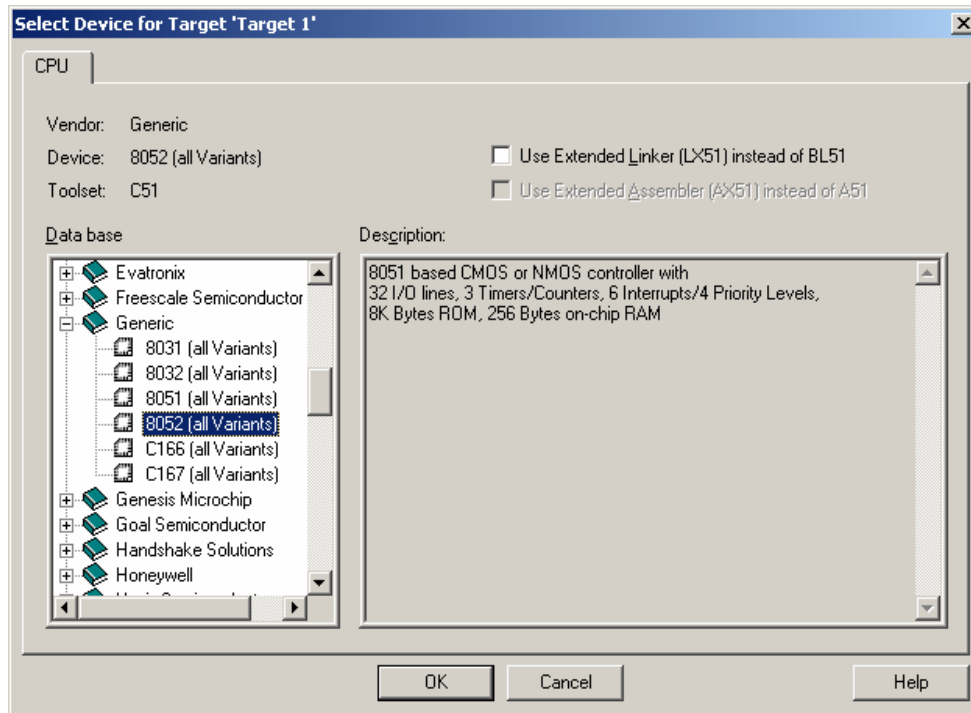 Select Device for Target 'Target 1'
CPU
Vendor: Generic
Device: 8052 (all Variants)
Use Extended Linker (LX51) instead of BL51
Toolset: C51
Use Extended Assembler (AX51) instead of A51
Data base
Evatronix
Freescale Semiconductor
Generic
8031 (all Variants)
8032 (all Variants)
8051 (all Variants)
8052 (all Variants)
C166 (all Variants)
C167 (all Variants)
Genesis Microchip
Goal Semiconductor
Handshake Solutions
Honeywell
Description:
8051 based CMOS or NMOS controller with
32 I/O lines, 3 Timers/Counters, 6 Interrupts/4 Priority Levels,
8K Bytes ROM, 256 Bytes on-chip RAM
OK
Cancel
Help